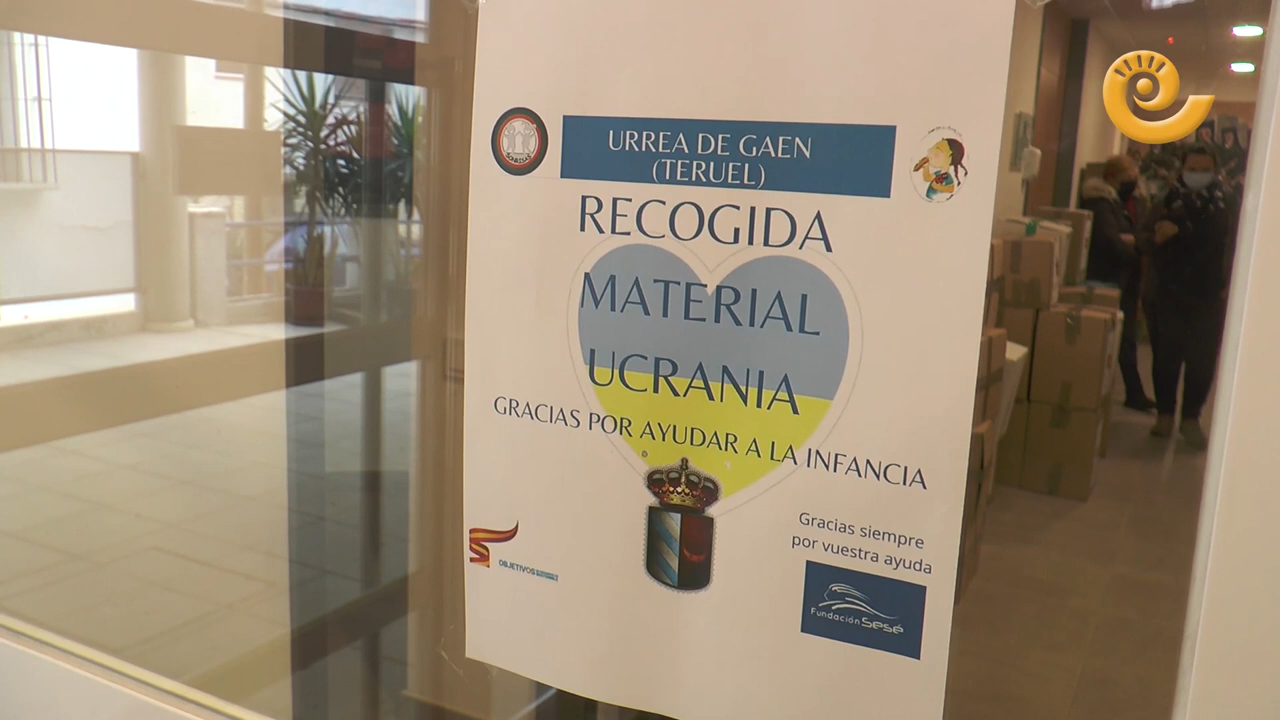 URREA DE GAEN
(TERUEL)
RECOGIDA
MATERIAL
UCRANIA
GRACIAS POR AYUDAR A LA INFANCIA
Gracias siempre
por vuestra ayuda
OBJETIVOS
Fundación Sesé